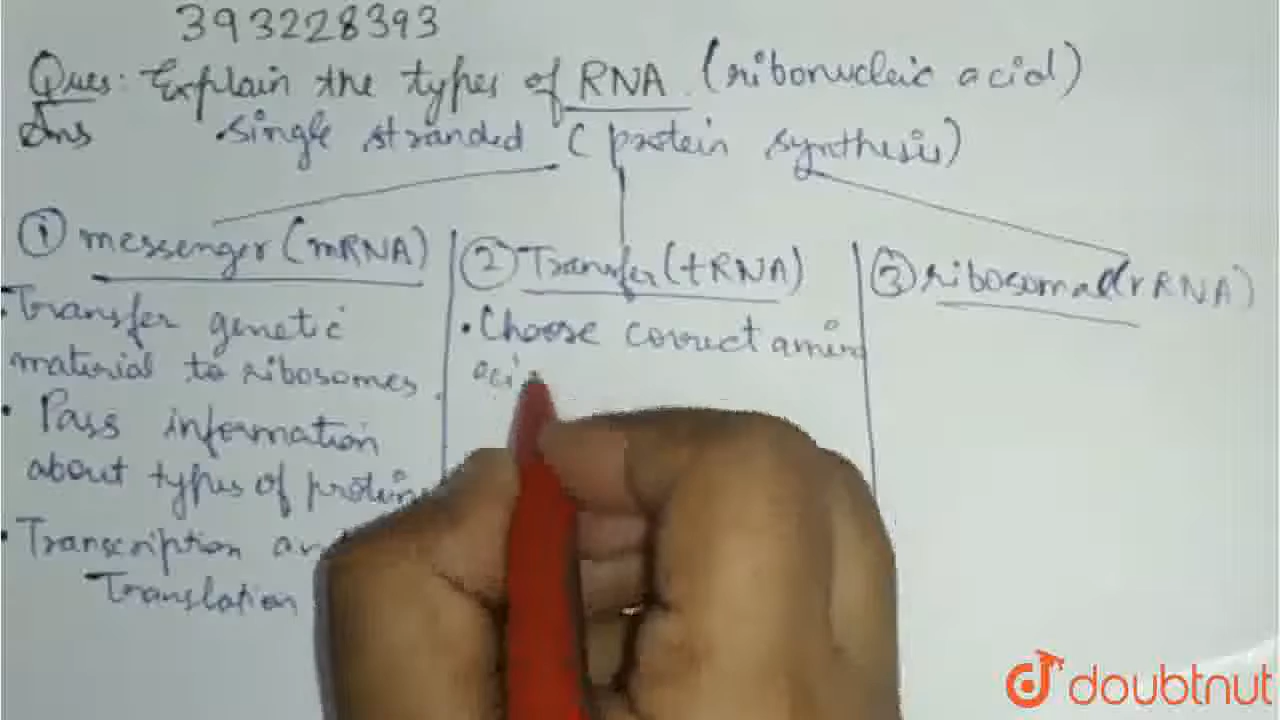 393228393
Ques: Explain the types of RNA (ribonucleic acid)
Ans single stranded (protein synthesis)
① messenger (mRNA)
Transfer genetic
material to ribosomes.
• Pass information
about types of protein
• Transcription and
Translation
② Transfer (tRNA)
• Choose correct amino
aci
③ ribosomal (rRNA)
doubtnut